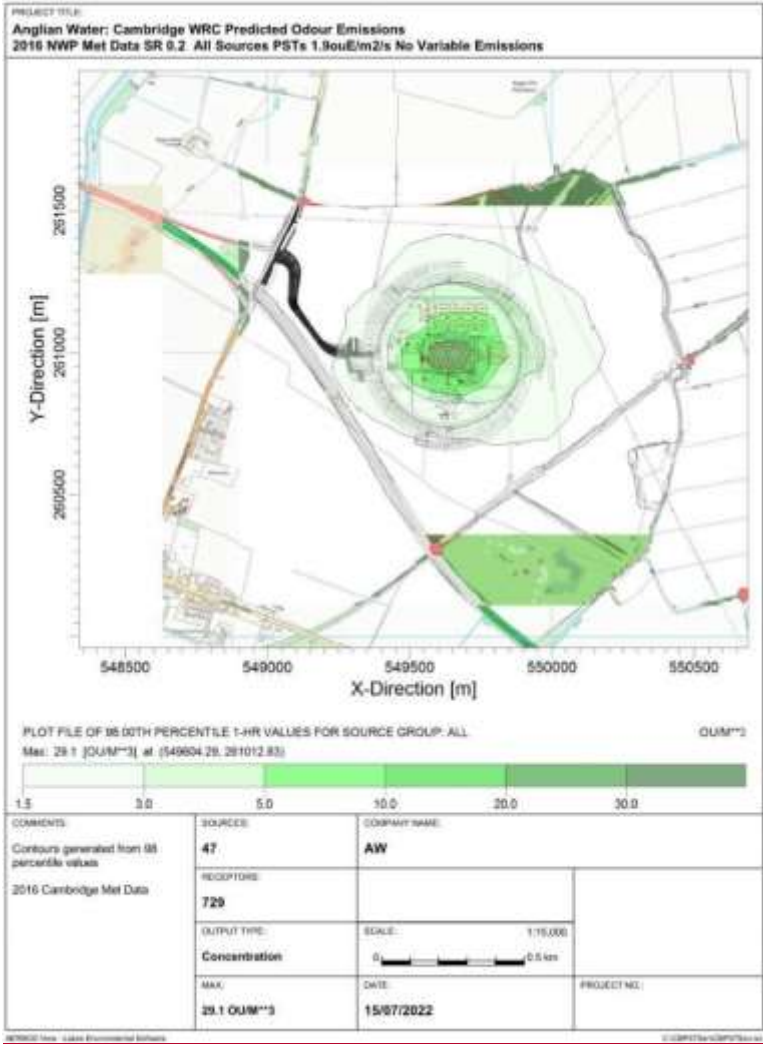 PROJECT TITLE:
Anglian Water: Cambridge WRC Predicted Odour Emissions
2016 NWP Met Data SR 0.2 All Sources PSTs 1.9ouE/m2/s No Variable Emissions
Y-Direction [m]
261500
261000
260500
548500 549000 549500 550000 550500
X-Direction [m]
PLOT FILE OF 98.00TH PERCENTILE 1-HR VALUES FOR SOURCE GROUP: ALL
OU/M**3
Max: 29.1 [OU/M**3] at (549604.29, 261012.83)
1.5 3.0 5.0 10.0 20.0 30.0
COMMENTS:
Contours generated from 98
percentile values
2016 Cambridge Met Data
SOURCES:
47
COMPANY NAME:
AW
RECEPTORS:
729
OUTPUT TYPE:
Concentration
SCALE: 1:15,000
0 0.5 km
MAX:
29.1 OU/M**3
DATE:
15/07/2022
PROJECT NO.: